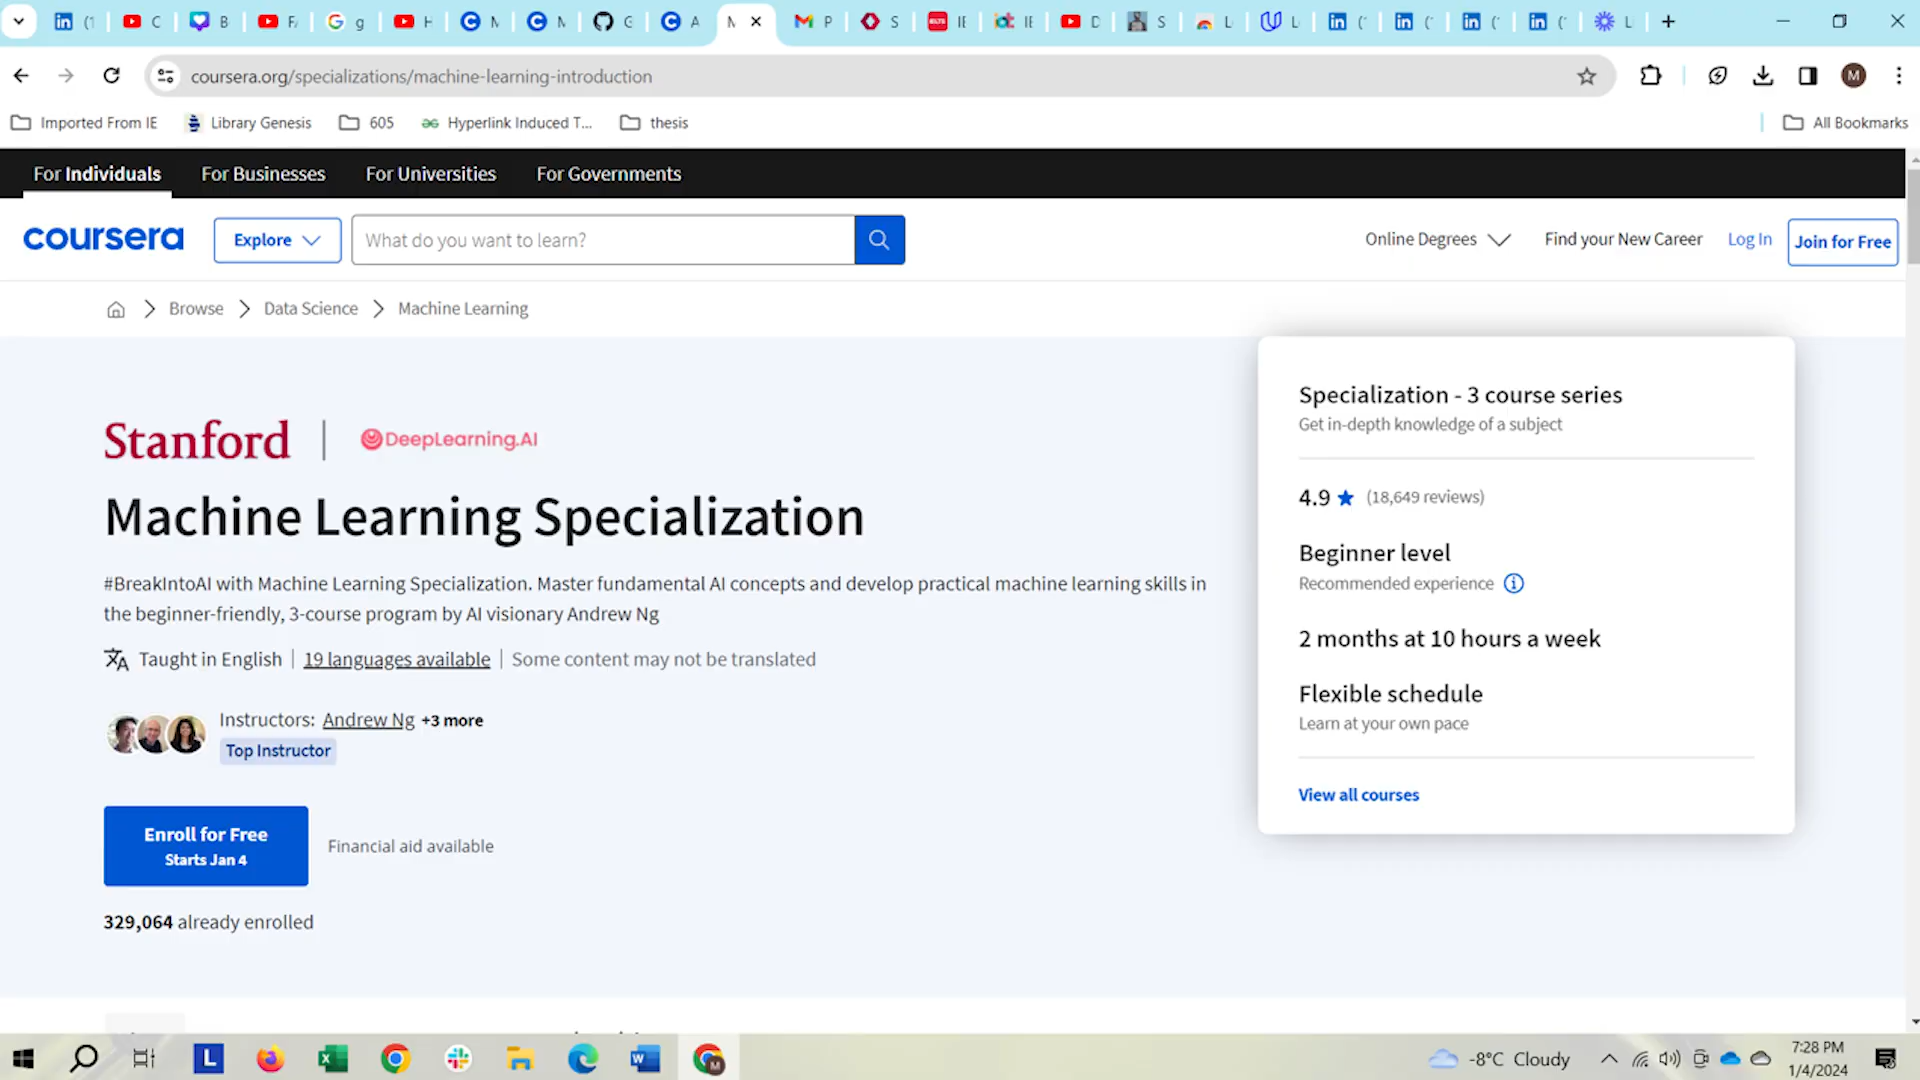 (1
C
B
F
g
H
M
M
G
A
M
P
S
IE
IE
D
S
L
L
(
(
(
(
L
coursera.org/specializations/machine-learning-introduction
M
Imported From IE
Library Genesis
605
Hyperlink Induced T...
thesis
All Bookmarks
For Individuals
For Businesses
For Universities
For Governments
coursera
Explore
What do you want to learn?
Online Degrees
Find your New Career
Log In
Join for Free
Browse
Data Science
Machine Learning
Stanford
DeepLearning.AI
Machine Learning Specialization
#BreakIntoAI with Machine Learning Specialization. Master fundamental AI concepts and develop practical machine learning skills in
the beginner-friendly, 3-course program by AI visionary Andrew Ng
Taught in English | 19 languages available | Some content may not be translated
Instructors: Andrew Ng +3 more
Top Instructor
Enroll for Free
Starts Jan 4
Financial aid available
329,064 already enrolled
Specialization - 3 course series
Get in-depth knowledge of a subject
4.9 ★ (18,649 reviews)
Beginner level
Recommended experience
2 months at 10 hours a week
Flexible schedule
Learn at your own pace
View all courses
-8°C Cloudy
7:28 PM
1/4/2024